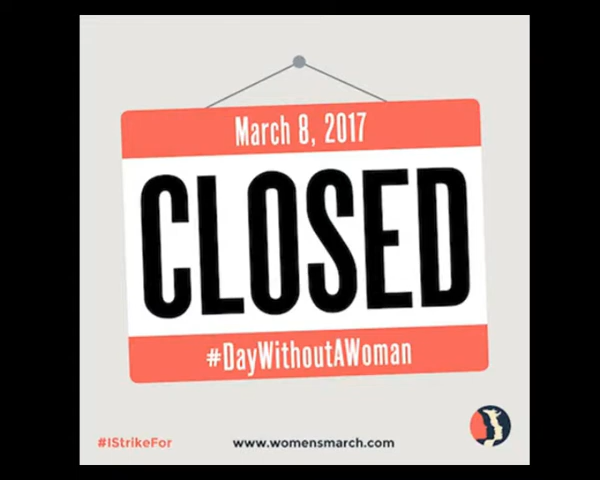 March 8, 2017
CLOSED
#DayWithoutAWoman
#IStrikeFor
www.womensmarch.com